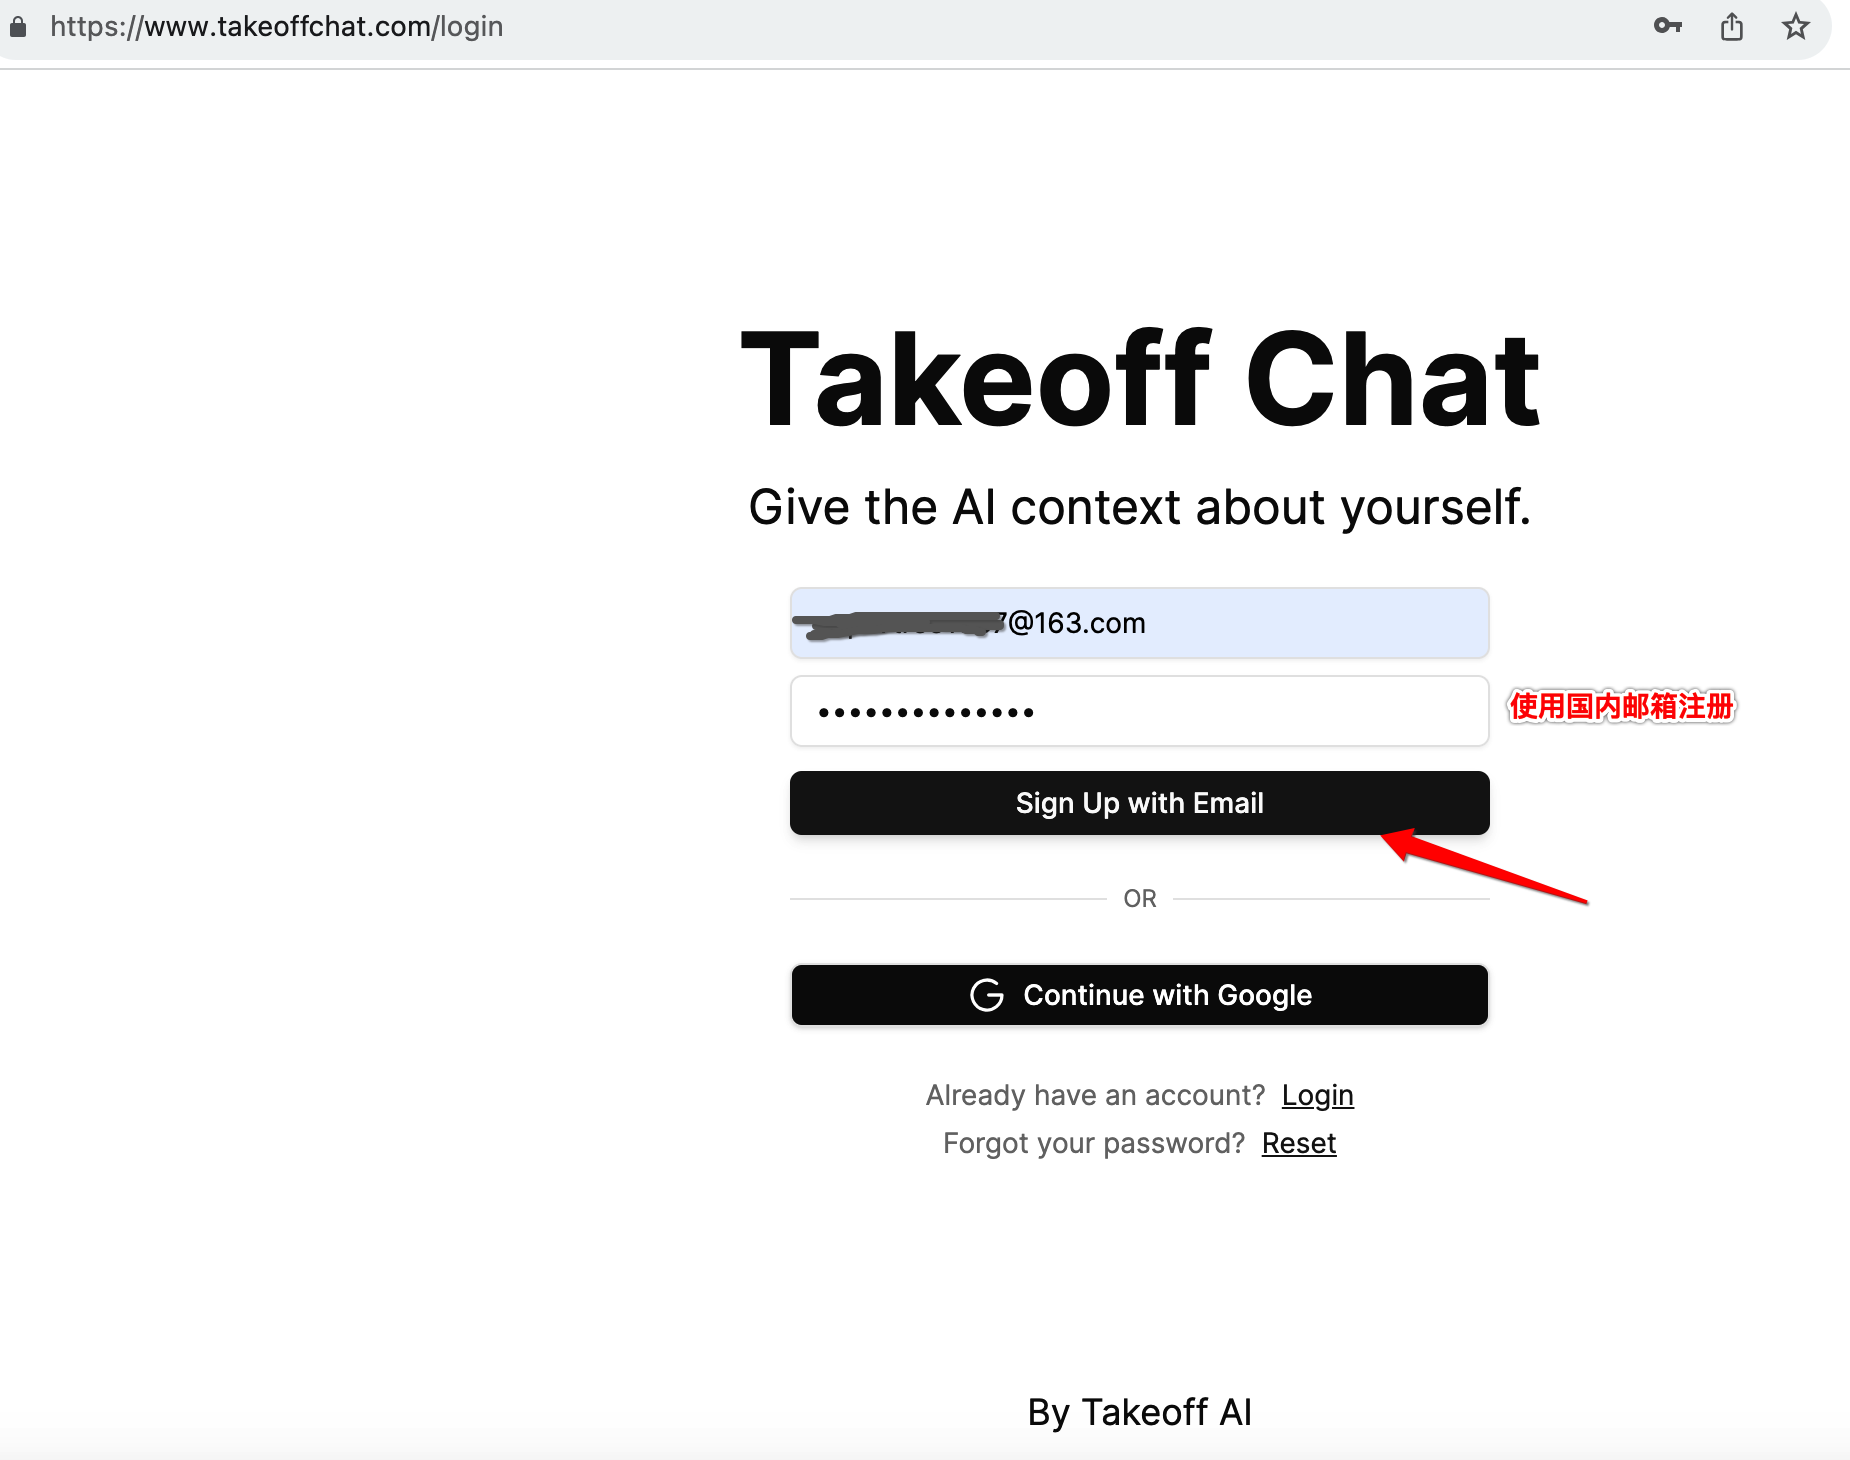 https://www.takeoffchat.com/login
Takeoff Chat
Give the AI context about yourself.
7@163.com
••••••••••••••
使用国内邮箱注册
Sign Up with Email
OR
Continue with Google
Already have an account? Login
Forgot your password? Reset
By Takeoff AI